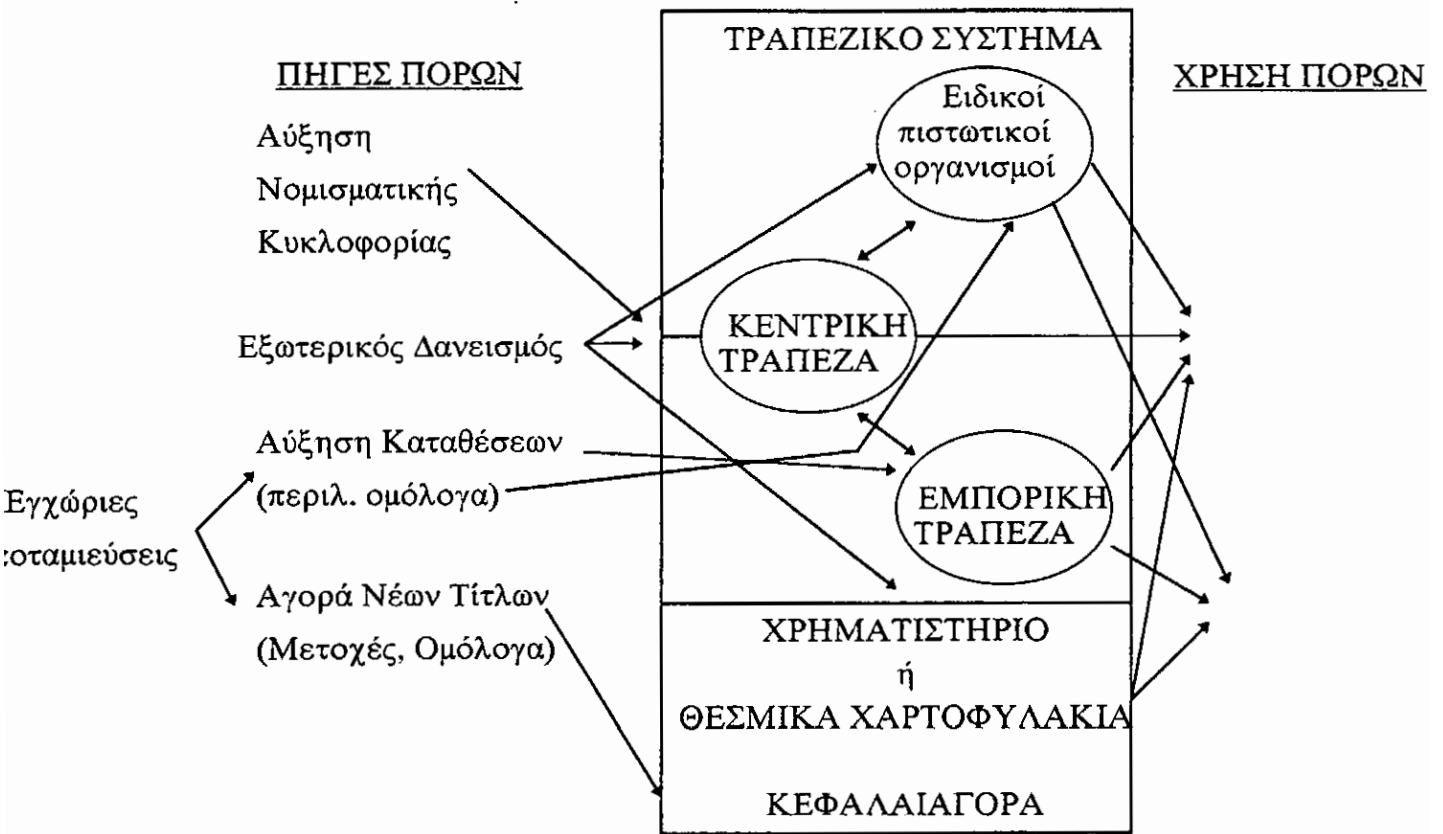 ΠΗΓΕΣ ΠΟΡΩΝ
Αύξηση
Νομισματικής
Κυκλοφορίας
Εξωτερικός Δανεισμός
Αύξηση Καταθέσεων
(περιλ. ομόλογα)
Εγχώριες
Αγορά Νέων Τίτλων
(Μετοχές, Ομόλογα)
ΤΡΑΠΕΖΙΚΟ ΣΥΣΤΗΜΑ
Ειδικοί
πιστωτικοί
οργανισμοί
ΚΕΝΤΡΙΚΗ
ΤΡΑΠΕΖΑ
ΕΜΠΟΡΙΚΗ
ΤΡΑΠΕΖΑ
ΧΡΗΜΑΤΙΣΤΗΡΙΟ
ή
ΘΕΣΜΙΚΑ ΧΑΡΤΟΦΥΛΑΚΙΑ
ΚΕΦΑΛΑΙΑΓΟΡΑ
ΧΡΗΣΗ ΠΟΡΩΝ